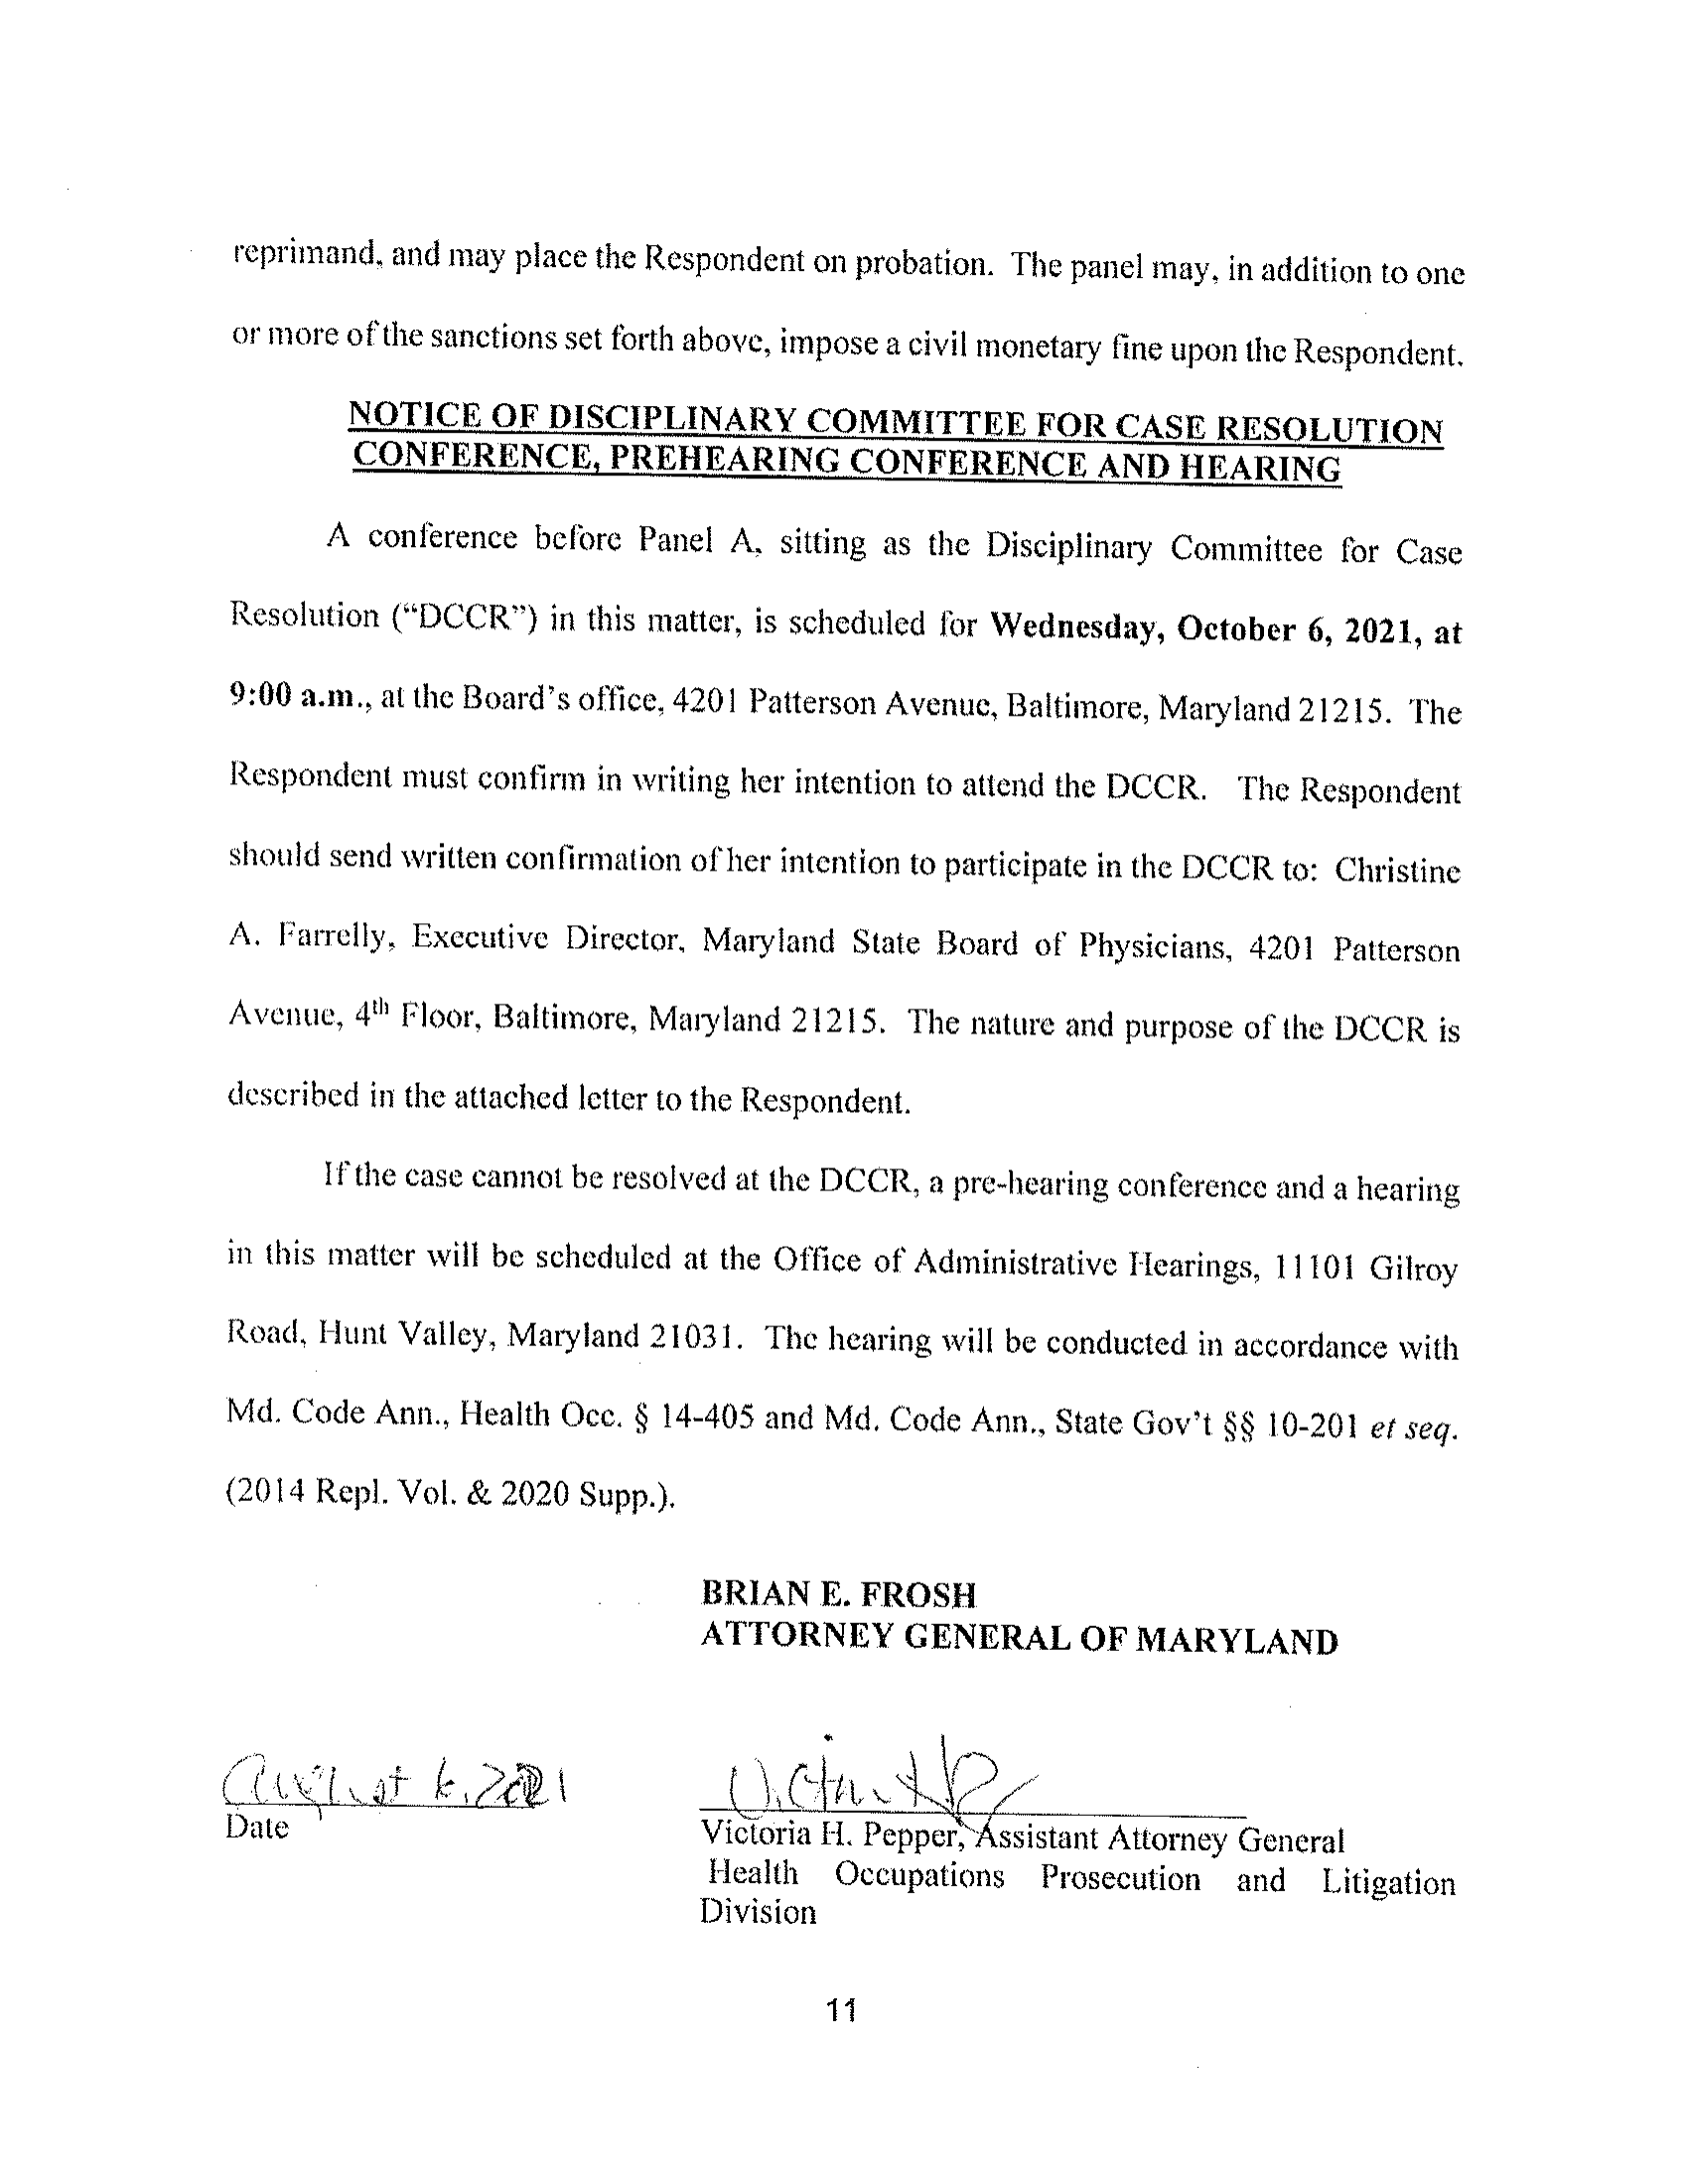 reprimand, and may place the Respondent on probation. The panel may, in addition to one
or more of the sanctions set forth above, impose a civil monetary fine upon the Respondent.
NOTICE OF DISCIPLINARY COMMITTEE FOR CASE RESOLUTION
CONFERENCE, PREHEARING CONFERENCE AND HEARING
A conference before Panel A, sitting as the Disciplinary Committee for Case
Resolution (“DCCR”) in this matter, is scheduled for Wednesday, October 6, 2021, at
9:00 a.m., at the Board’s office, 4201 Patterson Avenue, Baltimore, Maryland 21215. The
Respondent must confirm in writing her intention to attend the DCCR. The Respondent
should send written confirmation of her intention to participate in the DCCR to: Christine
A. Farrelly, Executive Director, Maryland State Board of Physicians, 4201 Patterson
Avenue, 4th Floor, Baltimore, Maryland 21215. The nature and purpose of the DCCR is
described in the attached letter to the Respondent.
If the case cannot be resolved at the DCCR, a pre-hearing conference and a hearing
in this matter will be scheduled at the Office of Administrative Hearings, 11101 Gilroy
Road, Hunt Valley, Maryland 21031. The hearing will be conducted in accordance with
Md. Code Ann., Health Occ. § 14-405 and Md. Code Ann., State Gov’t §§ 10-201 et seq.
(2014 Repl. Vol. & 2020 Supp.).
BRIAN E. FROSH
ATTORNEY GENERAL OF MARYLAND
August 6, 2021
Date
Victoria H. Pepper, Assistant Attorney General
Health Occupations Prosecution and Litigation
Division
11